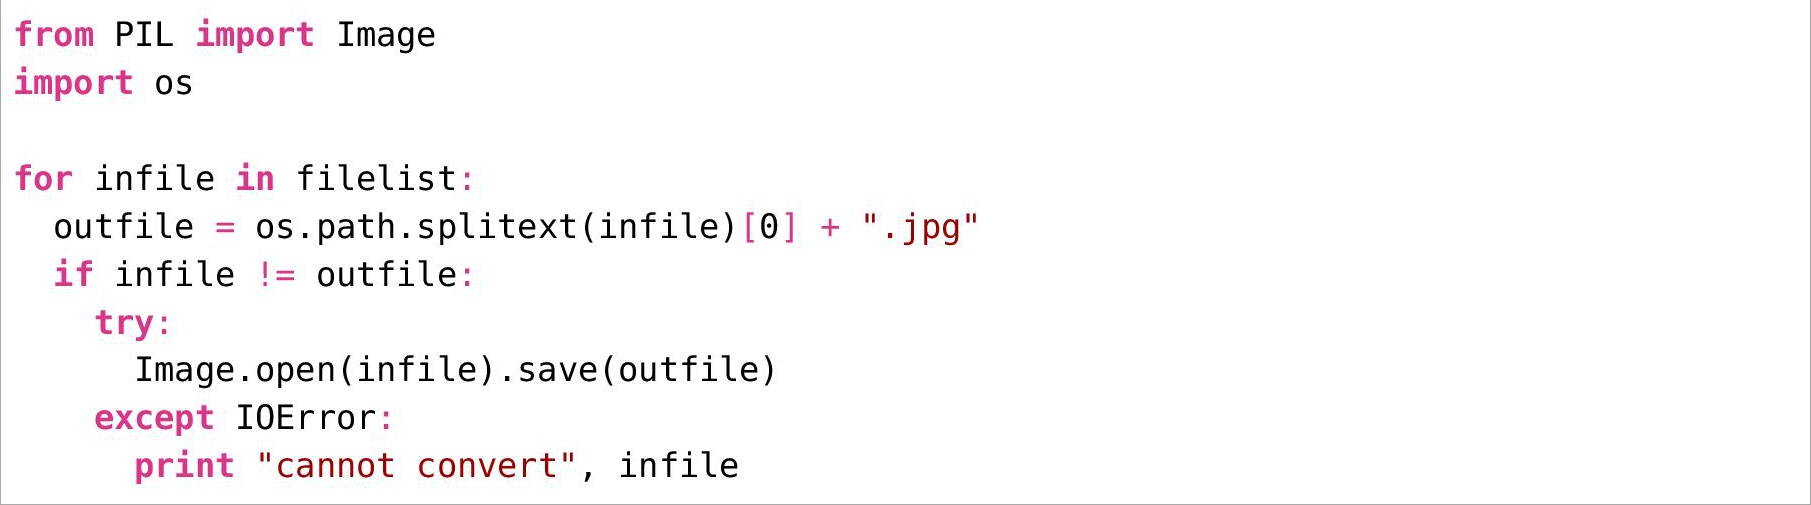 from PIL import Image
import os

for infile in filelist:
  outfile = os.path.splitext(infile)[0] + ".jpg"
  if infile != outfile:
    try:
      Image.open(infile).save(outfile)
    except IOError:
      print "cannot convert", infile